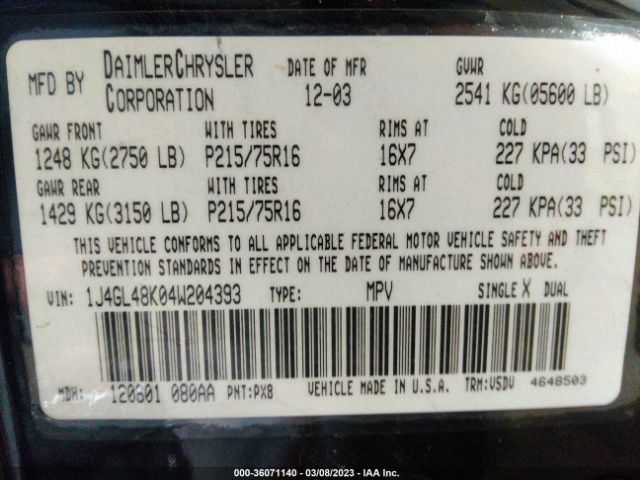 MFD BY DAIMLERCHRYSLER CORPORATION DATE OF MFR 12-03 GVWR 2541 KG(05600 LB)
GAWR FRONT WITH TIRES RIMS AT COLD
1248 KG(2750 LB) P215/75R16 16X7 227 KPA(33 PSI)
GAWR REAR WITH TIRES RIMS AT COLD
1429 KG(3150 LB) P215/75R16 16X7 227 KPA(33 PSI)
THIS VEHICLE CONFORMS TO ALL APPLICABLE FEDERAL MOTOR VEHICLE SAFETY AND THEFT
PREVENTION STANDARDS IN EFFECT ON THE DATE OF MANUFACTURE SHOWN ABOVE.
VIN: 1J4GL48K04W204393 TYPE: MPV SINGLE X DUAL
MDH: 120601 080AA PNT:PX8 VEHICLE MADE IN U.S.A. TRM:V5DV 4648503
000-36071140 - 03/08/2023 - IAA Inc.